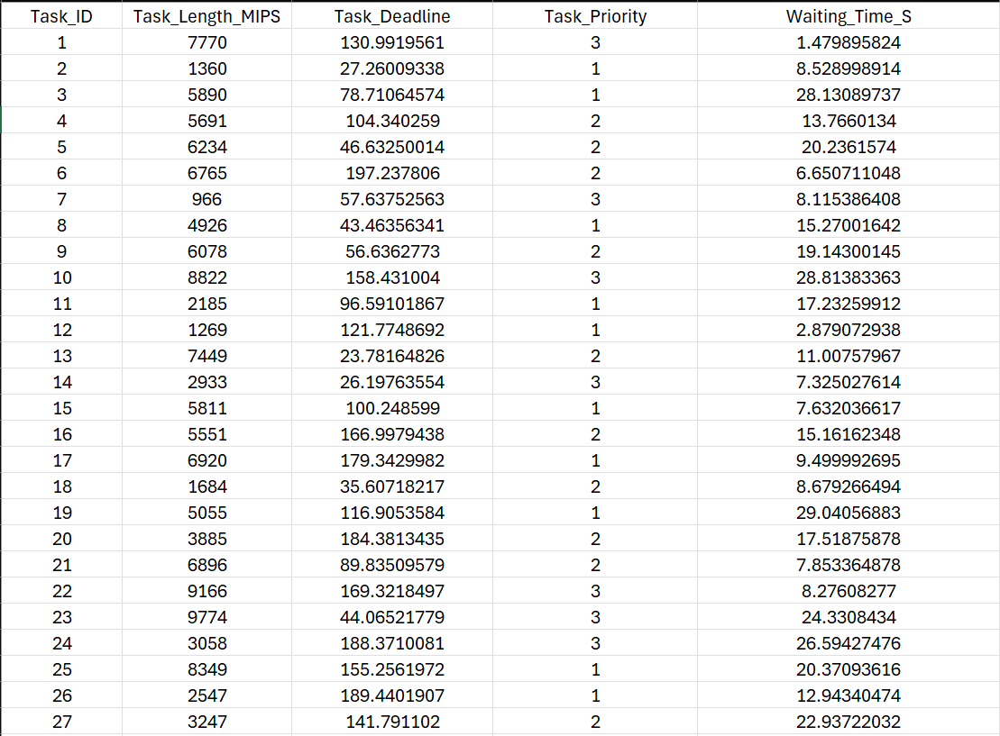 Task_ID Task_Length_MIPS Task_Deadline Task_Priority Waiting_Time_S
1 7770 130.9919561 3 1.479895824
2 1360 27.26009338 1 8.528998914
3 5890 78.71064574 1 28.13089737
4 5691 104.340259 2 13.7660134
5 6234 46.63250014 2 20.2361574
6 6765 197.237806 2 6.650711048
7 966 57.63752563 3 8.115386408
8 4926 43.46356341 1 15.27001642
9 6078 56.6362773 2 19.14300145
10 8822 158.431004 3 28.81383363
11 2185 96.59101867 1 17.23259912
12 1269 121.7748692 1 2.879072938
13 7449 23.78164826 2 11.00757967
14 2933 26.19763554 3 7.325027614
15 5811 100.248599 1 7.632036617
16 5551 166.9979438 2 15.16162348
17 6920 179.3429982 1 9.499992695
18 1684 35.60718217 2 8.679266494
19 5055 116.9053584 1 29.04056883
20 3885 184.3813435 2 17.51875878
21 6896 89.83509579 2 7.853364878
22 9166 169.3218497 3 8.27608277
23 9774 44.06521779 3 24.3308434
24 3058 188.3710081 3 26.59427476
25 8349 155.2561972 1 20.37093616
26 2547 189.4401907 1 12.94340474
27 3247 141.791102 2 22.93722032